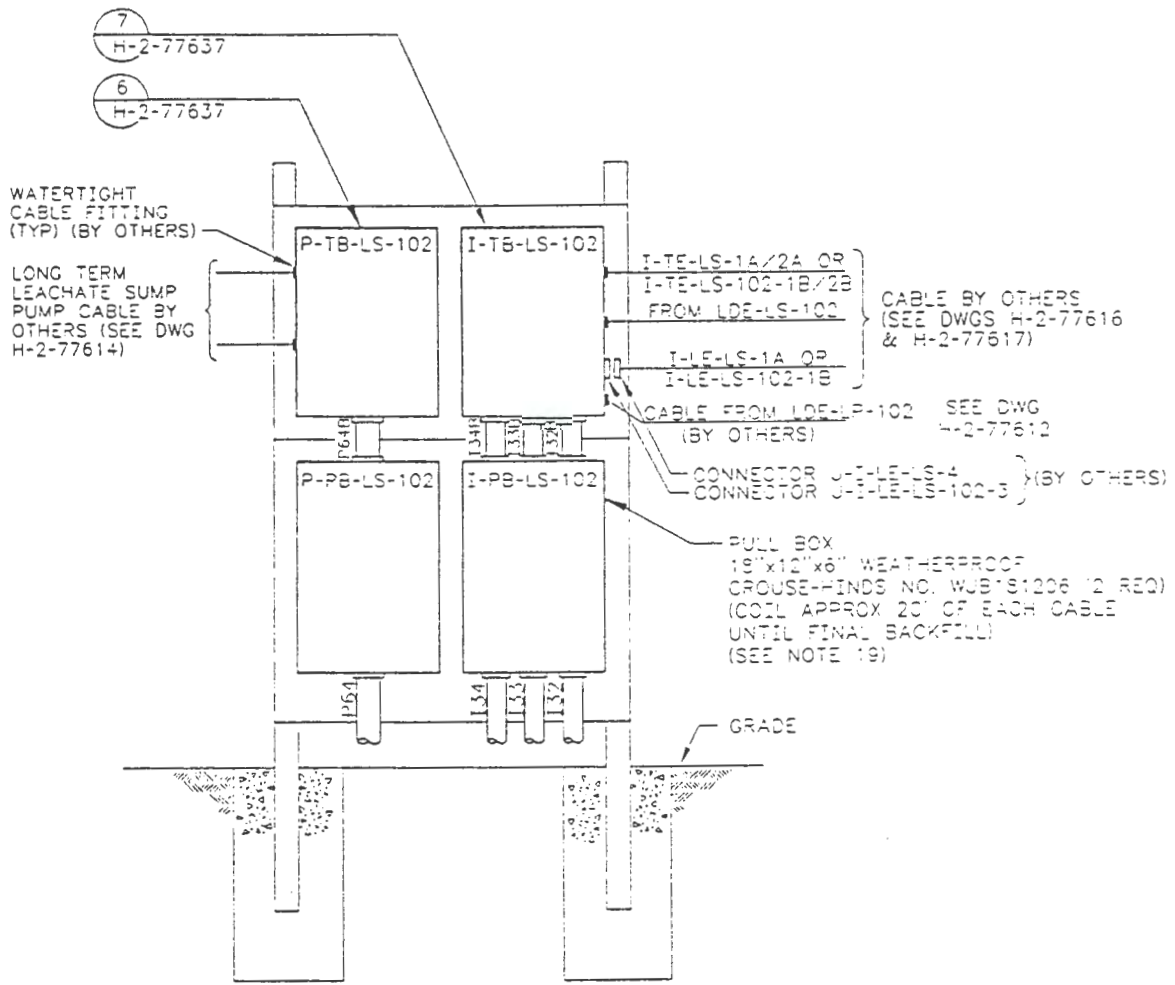 7
H-2-77637
6
H-2-77637
WATERTIGHT
CABLE FITTING
(TYP) (BY OTHERS)
LONG TERM
LEACHATE SUMP
PUMP CABLE BY
OTHERS (SEE DWG
H-2-77614)
P-TB-LS-102
I-TB-LS-102
I-TE-LS-1A/2A OR
I-TE-LS-102-1B/2B
FROM LDE-LS-102
I-LE-LS-1A OR
I-LE-LS-102-1B
CABLE BY OTHERS
(SEE DWGS H-2-77616
& H-2-77617)
CABLE FROM LDE-LP-102
(BY OTHERS)
SEE DWG
H-2-77612
P64B
I34B
I33B
I32B
P-PB-LS-102
I-PB-LS-102
CONNECTOR J-I-LE-LS-4
CONNECTOR J-I-LE-LS-102-3
(BY OTHERS)
PULL BOX
18"x12"x6" WEATHERPROOF
CROUSE-HINDS NO. WJB181206 (2 REQ)
(COIL APPROX 20' OF EACH CABLE
UNTIL FINAL BACKFILL)
(SEE NOTE 19)
P64
I34
I33
I32
GRADE